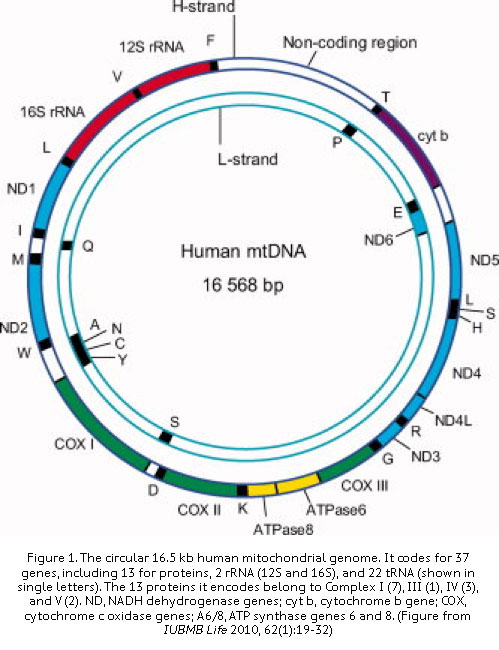 H-strand
12S rRNA
F
Non-coding region
V
T
16S rRNA
cyt b
L
L-strand
P
ND1
E
I
Q
Human mtDNA
ND6
M
16 568 bp
ND5
L
S
H
ND2
A
N
W
C
Y
ND4
S
ND4L
R
COX I
G
ND3
D
COX II
K
COX III
ATPase6
ATPase8
Figure 1. The circular 16.5 kb human mitochondrial genome. It codes for 37
genes, including 13 for proteins, 2 rRNA (12S and 16S), and 22 tRNA (shown in
single letters). The 13 proteins it encodes belong to Complex I (7), III (1), IV (3),
and V (2). ND, NADH dehydrogenase genes; cyt b, cytochrome b gene; COX,
cytochrome c oxidase genes; A6/8, ATP synthase genes 6 and 8. (Figure from
IUBMB Life 2010, 62(1):19-32)